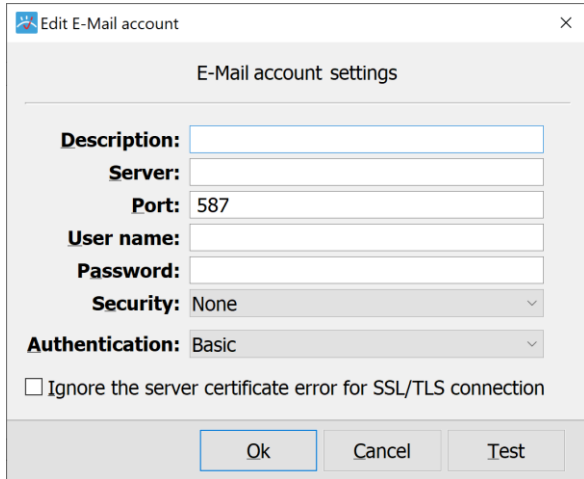 Edit E-Mail account
E-Mail account settings
Description:
Server:
Port: 587
User name:
Password:
Security: None
Authentication: Basic
Ignore the server certificate error for SSL/TLS connection
Ok Cancel Test